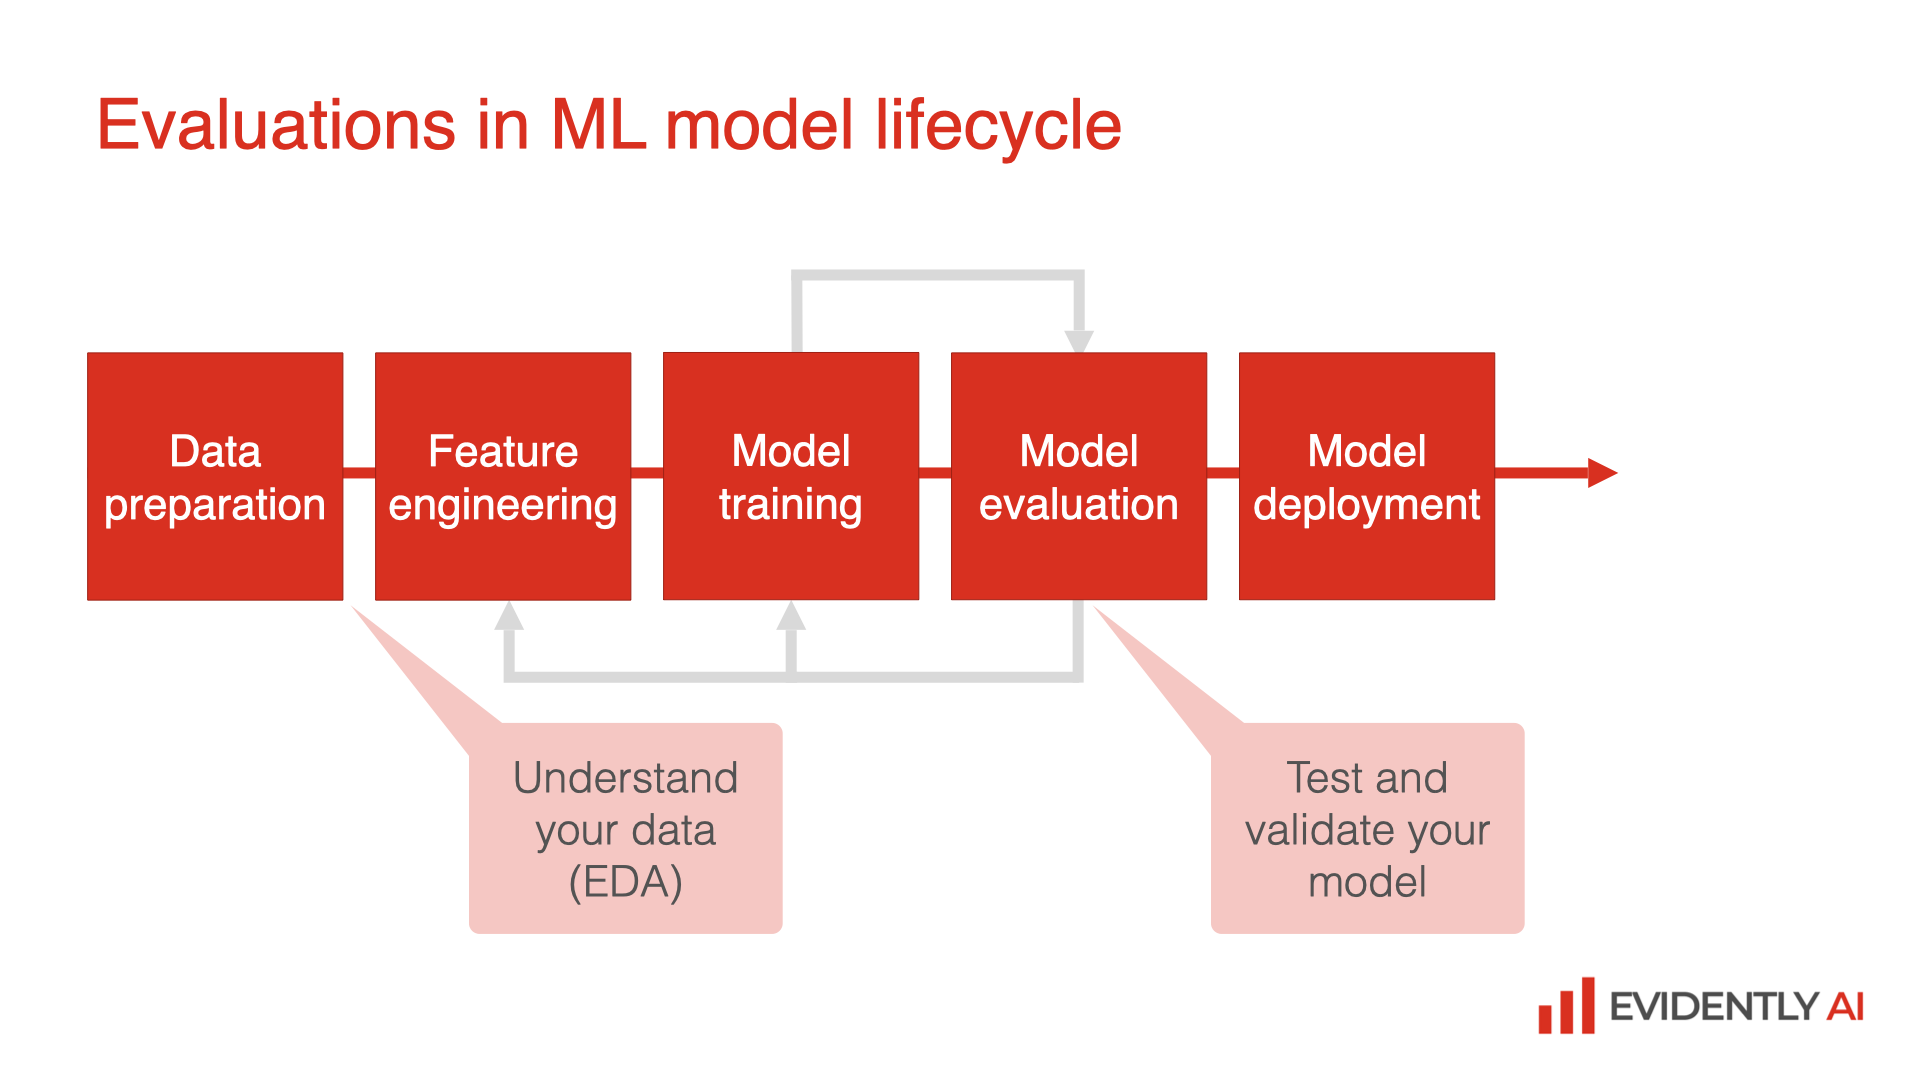 Evaluations in ML model lifecycle
Data
preparation
Feature
engineering
Model
training
Model
evaluation
Model
deployment
Understand
your data
(EDA)
Test and
validate your
model
EVIDENTLY AI